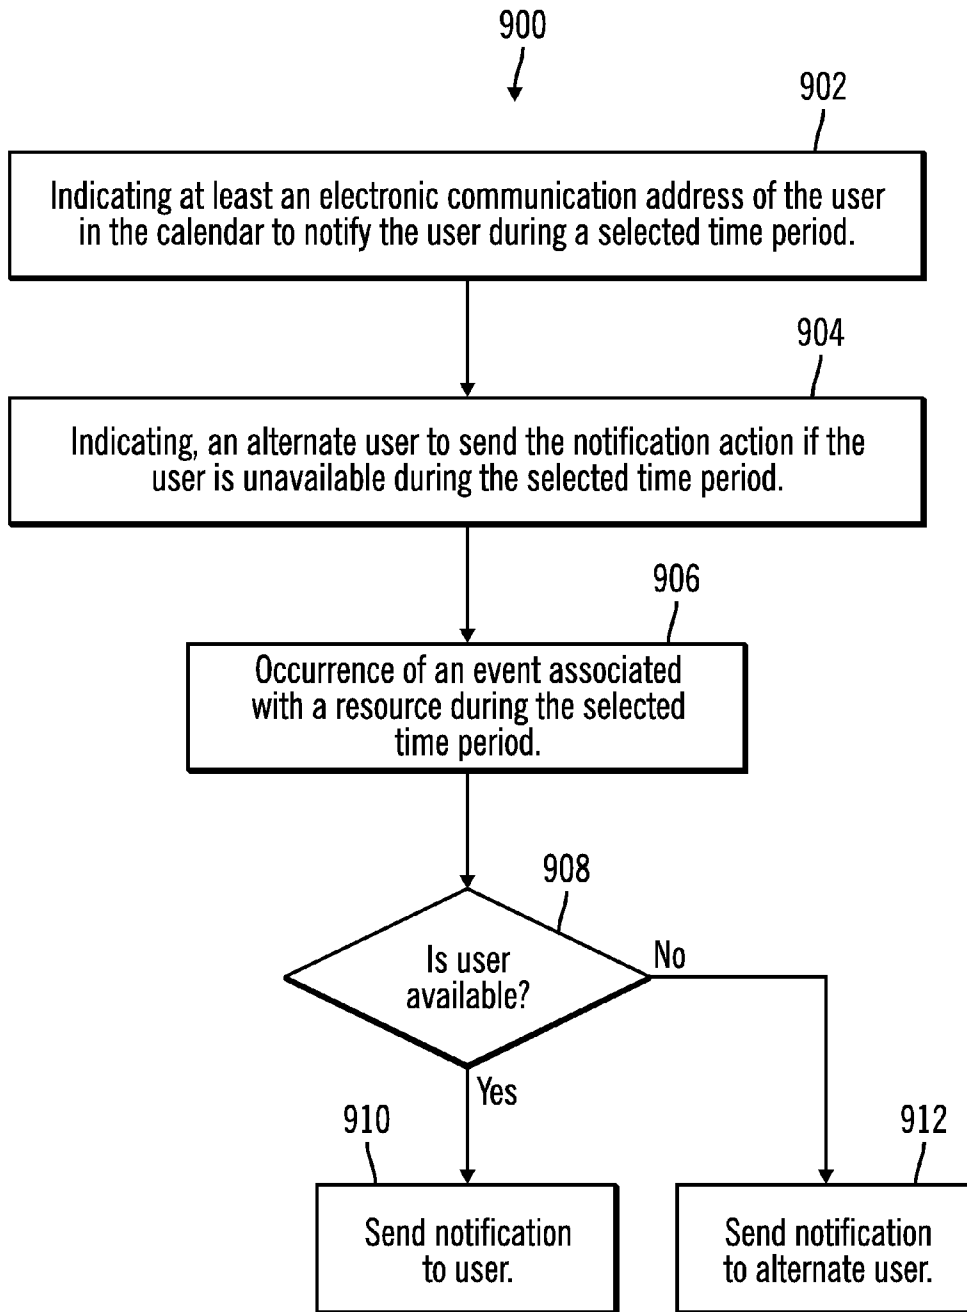 900
902
Indicating at least an electronic communication address of the user
in the calendar to notify the user during a selected time period.
904
Indicating, an alternate user to send the notification action if the
user is unavailable during the selected time period.
906
Occurrence of an event associated
with a resource during the selected
time period.
908
Is user
available?
No
Yes
910
Send notification
to user.
912
Send notification
to alternate user.